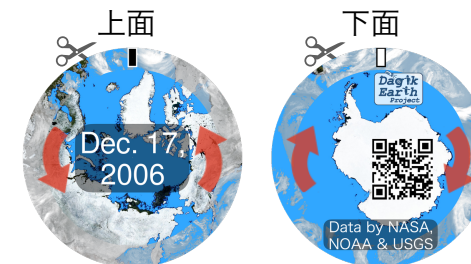 上面
下面
Dec. 17,
2006
Dagik
Earth
Project
Data by NASA,
NOAA & USGS